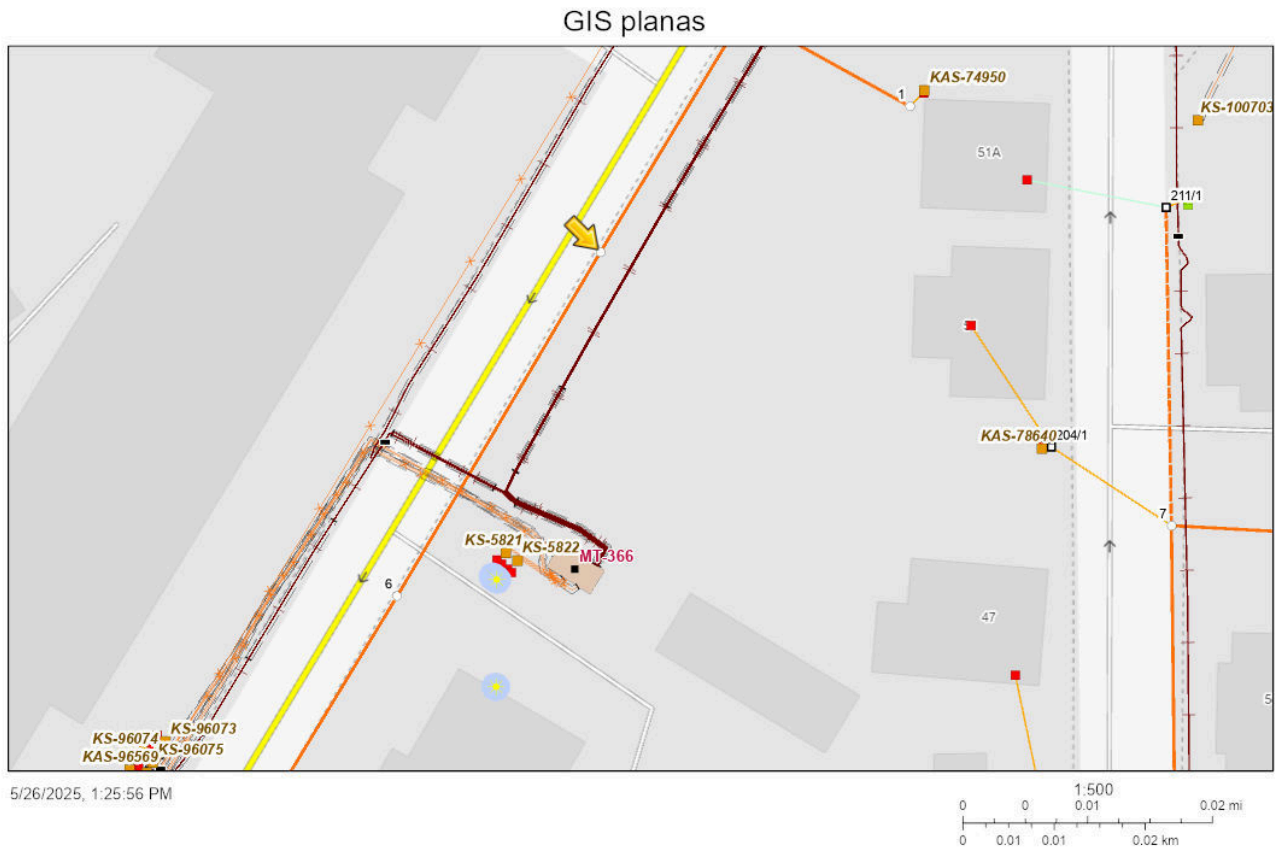 GIS planas
KAS-74950
1
KS-100703
51A
211/1
KAS-78640
204/1
7
KS-5821
KS-5822
MT-366
6
47
KS-96073
KS-96074
KS-96075
KAS-96569
5/26/2025, 1:25:56 PM
1:500
0 0 0.01 0.02 mi
0 0.01 0.01 0.02 km